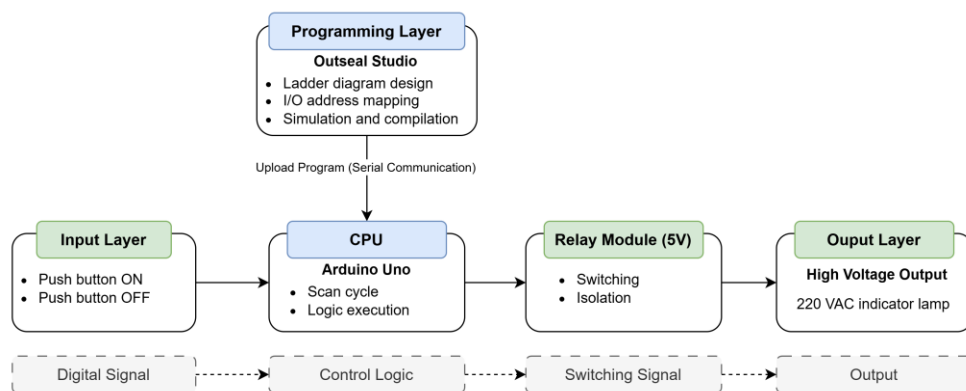 Programming Layer
Outseal Studio
• Ladder diagram design
• I/O address mapping
• Simulation and compilation
Upload Program (Serial Communication)
Input Layer
• Push button ON
• Push button OFF
CPU
Arduino Uno
• Scan cycle
• Logic execution
Relay Module (5V)
• Switching
• Isolation
Ouput Layer
High Voltage Output
220 VAC indicator lamp
Digital Signal
Control Logic
Switching Signal
Output